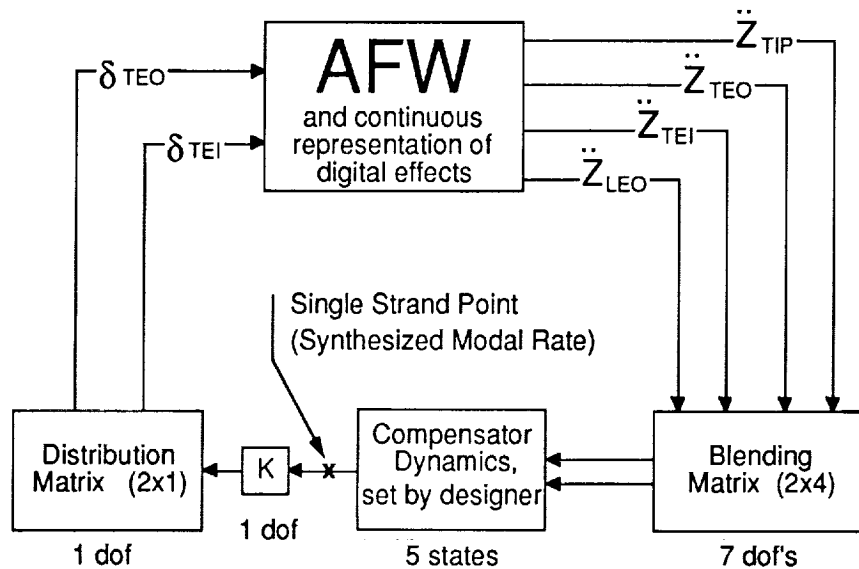 AFW
and continuous
representation of
digital effects
δ TEO
δ TEI
Z̈ TIP
Z̈ TEO
Z̈ TEI
Z̈ LEO
Single Strand Point
(Synthesized Modal Rate)
Distribution
Matrix (2x1)
1 dof
K
1 dof
x
Compensator
Dynamics,
set by designer
5 states
Blending
Matrix (2x4)
7 dof's